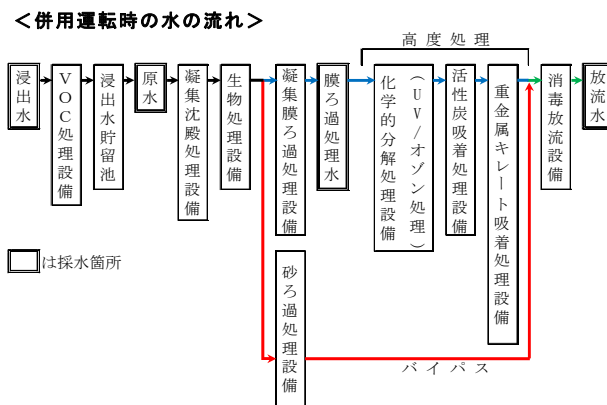 ＜併用運転時の水の流れ＞
高度処理
浸出水
VOC処理設備
浸出水貯留池
原水
凝集沈殿処理設備
生物処理設備
凝集膜ろ過処理設備
膜ろ過処理水
化学的分解処理設備
（UV/オゾン処理）
活性炭吸着処理設備
重金属キレート吸着処理設備
消毒放流設備
放流水
は採水箇所
砂ろ過処理設備
バイパス